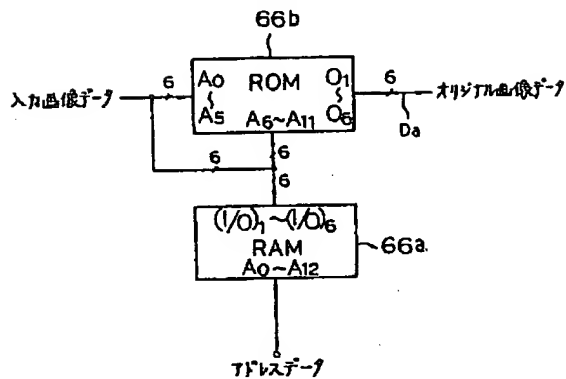 66b
入力画像データ
6
A0
ROM
O1
6
オリジナル画像データ
A5
A6~A11
O6
Da
6
6
6
(I/O)1~(I/O)6
RAM
A0~A12
66a
アドレスデータ